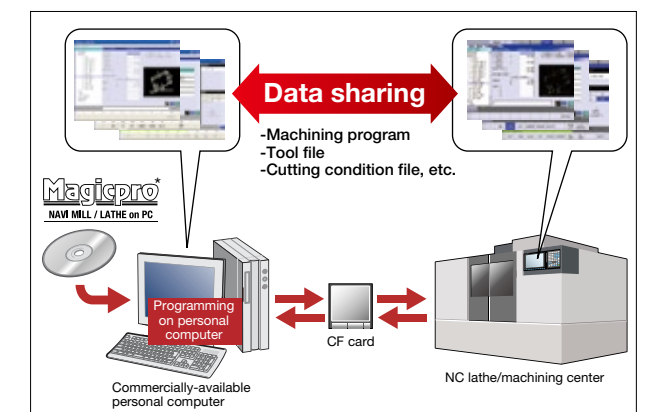 Data sharing
-Machining program
-Tool file
-Cutting condition file, etc.
Magicpro*
NAVI MILL / LATHE on PC
Programming
on personal
computer
CF card
NC lathe/machining center
Commercially-available
personal computer